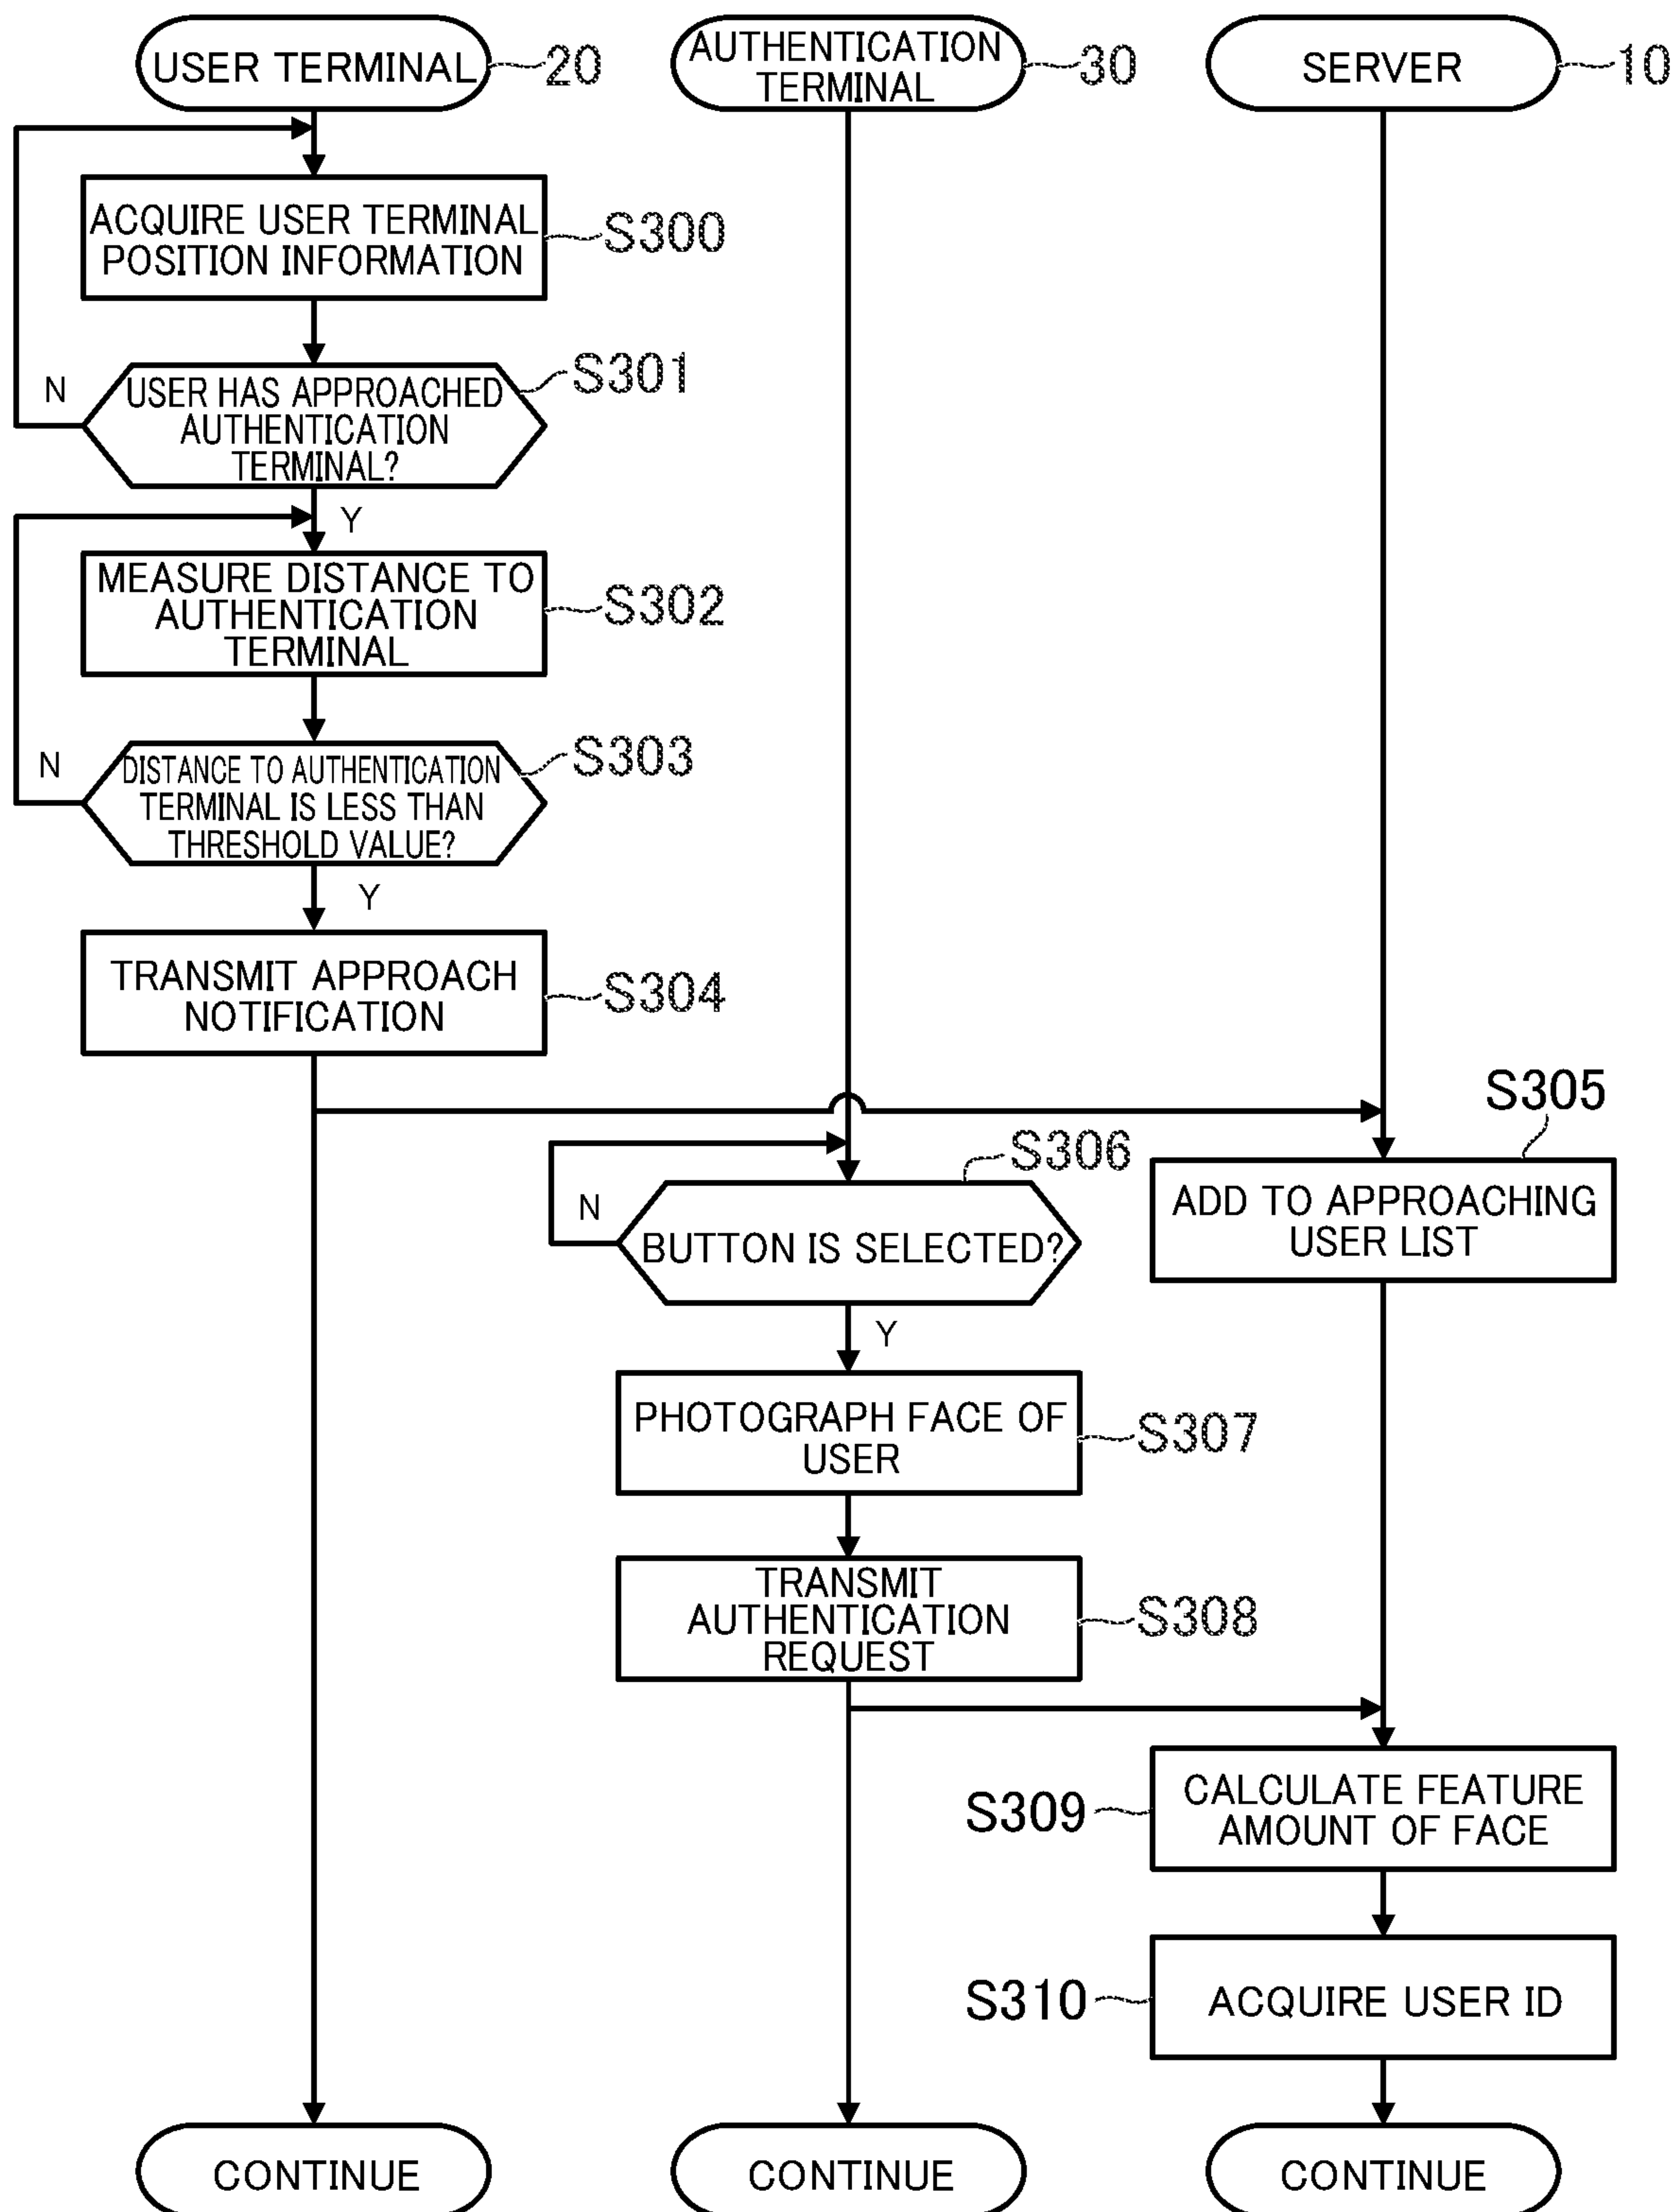 USER TERMINAL
20
AUTHENTICATION
TERMINAL
30
SERVER
10
ACQUIRE USER TERMINAL
POSITION INFORMATION
S300
USER HAS APPROACHED
AUTHENTICATION
TERMINAL?
S301
N
Y
MEASURE DISTANCE TO
AUTHENTICATION
TERMINAL
S302
DISTANCE TO AUTHENTICATION
TERMINAL IS LESS THAN
THRESHOLD VALUE?
S303
N
Y
TRANSMIT APPROACH
NOTIFICATION
S304
S305
ADD TO APPROACHING
USER LIST
S306
N
BUTTON IS SELECTED?
Y
PHOTOGRAPH FACE OF
USER
S307
TRANSMIT
AUTHENTICATION
REQUEST
S308
S309
CALCULATE FEATURE
AMOUNT OF FACE
S310
ACQUIRE USER ID
CONTINUE
CONTINUE
CONTINUE